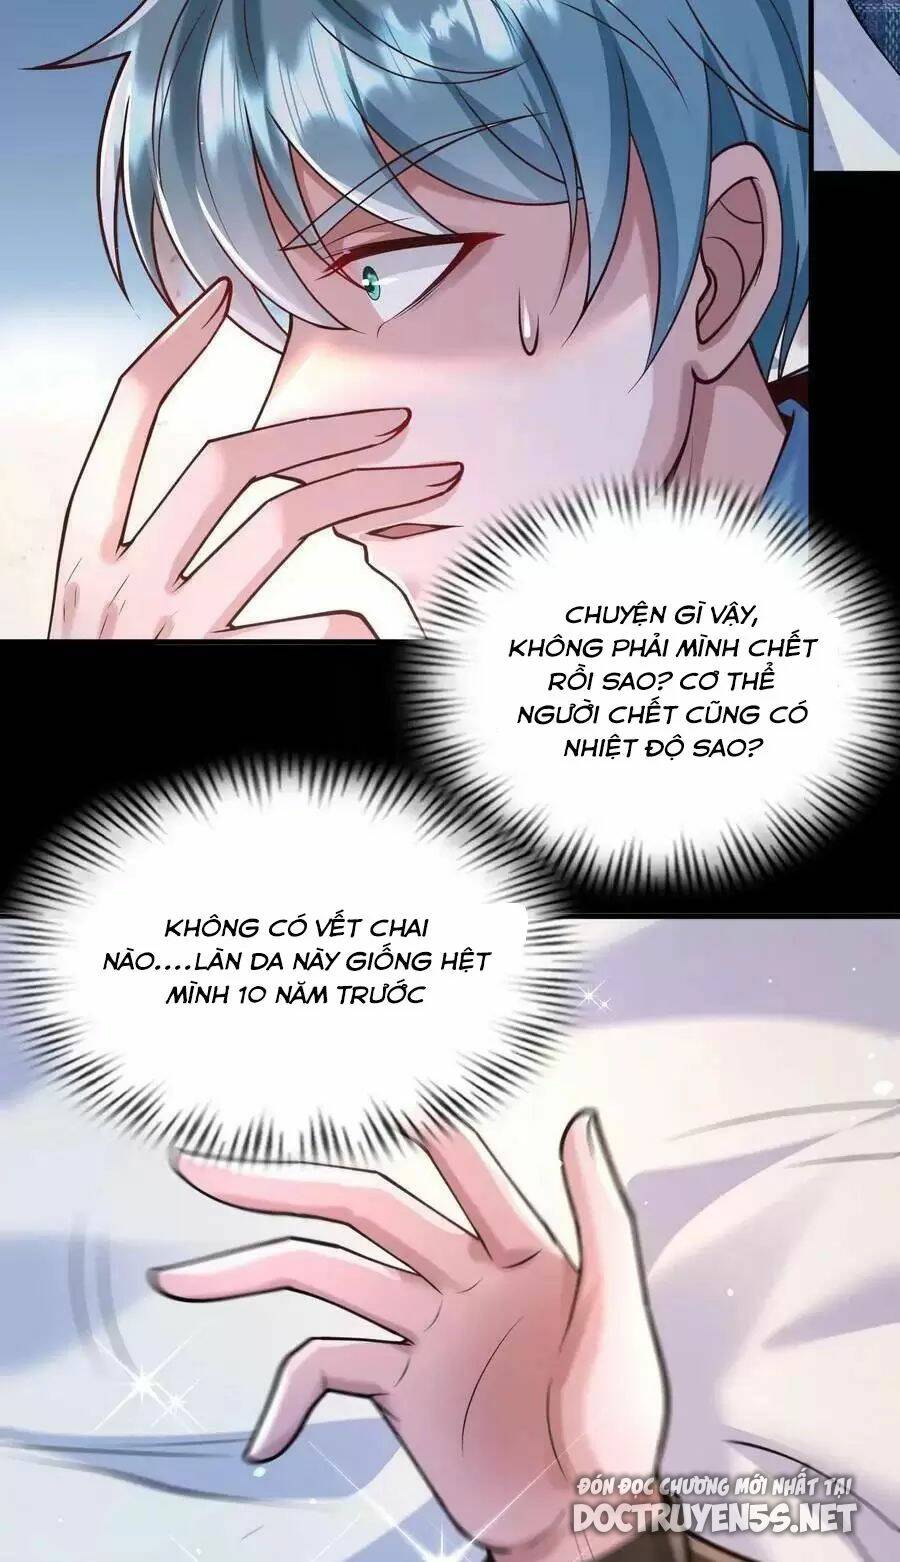 CHUYỆN GÌ VẬY,
KHÔNG PHẢI MÌNH CHẾT
RỒI SAO? CƠ THỂ
NGƯỜI CHẾT CŨNG CÓ
NHIỆT ĐỘ SAO?
KHÔNG CÓ VẾT CHAI
NÀO....LÀN DA NÀY GIỐNG HỆT
MÌNH 10 NĂM TRƯỚC
ĐÓN ĐỌC CHƯƠNG MỚI NHẤT TẠI
DOCTRUYEN5S.NET